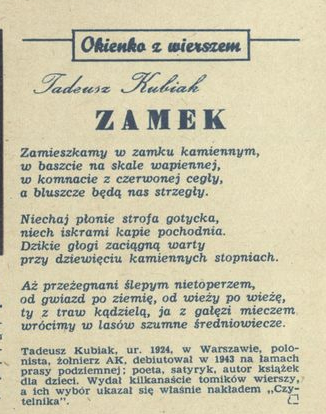 Okienko z wierszem
Tadeusz Kubiak
ZAMEK
Zamieszkamy w zamku kamiennym,
w baszcie na skale wapiennej,
w komnacie z czerwonej cegły,
a bluszcze będą nas strzegły.
Niechaj płonie strofa gotycka,
niech iskrami kapie pochodnia.
Dzikie głogi zaciągną warty
przy dziewięciu kamiennych stopniach.
Aż przeżegnani ślepym nietoperzem,
od gwiazd po ziemię, od wieży po wieżę,
ty z traw kądzielą, ja z gałęzi mieczem
wrócimy w lasów szumne średniowiecze.
Tadeusz Kubiak, ur. 1924, w Warszawie, polo-
nista, żołnierz AK, debiutował w 1943 na łamach
prasy podziemnej; poeta, satyryk, autor książek
dla dzieci. Wydał kilkanaście tomików wierszy,
a ich wybór ukazał się właśnie nakładem „Czy-
telnika".